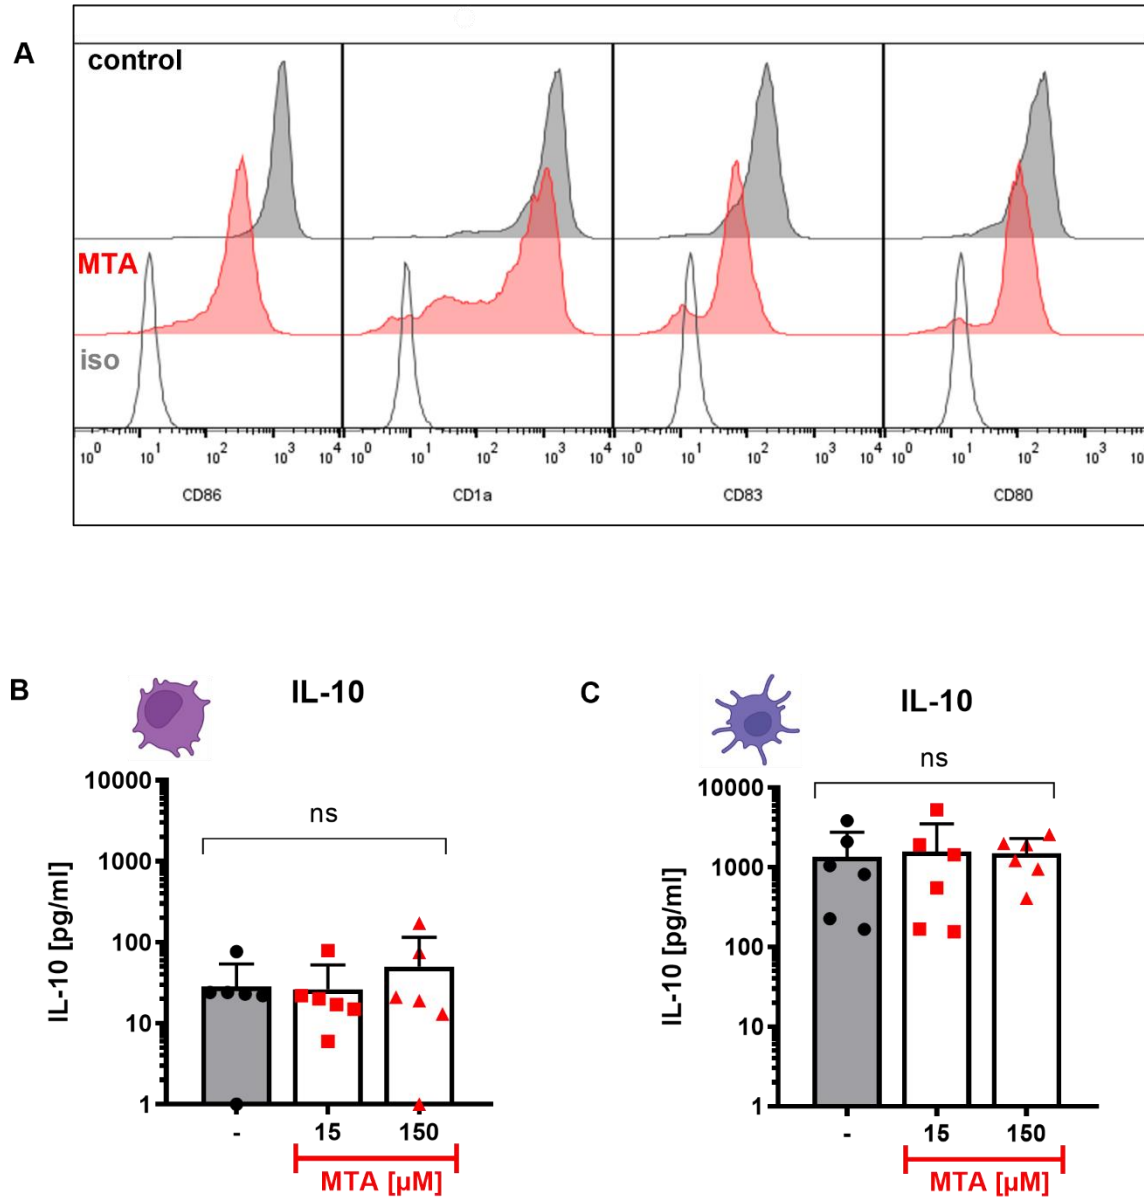 A
control
MTA
iso
10^0 10^1 10^2 10^3 10^4 10^0 10^1 10^2 10^3 10^4 10^0 10^1 10^2 10^3 10^4 10^0 10^1 10^2 10^3
CD86 CD1a CD83 CD80
B
IL-10
ns
IL-10 [pg/ml]
10000
1000
100
10
1
- 15 150
MTA [µM]
C
IL-10
ns
IL-10 [pg/ml]
10000
1000
100
10
1
- 15 150
MTA [µM]